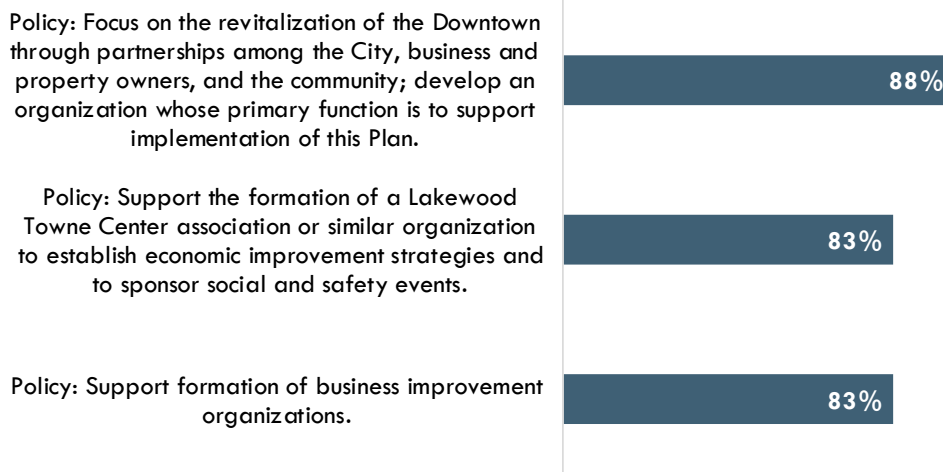 Policy: Focus on the revitalization of the Downtown
through partnerships among the City, business and
property owners, and the community; develop an
organization whose primary function is to support
implementation of this Plan.
88%
Policy: Support the formation of a Lakewood
Towne Center association or similar organization
to establish economic improvement strategies and
to sponsor social and safety events.
83%
Policy: Support formation of business improvement
organizations.
83%